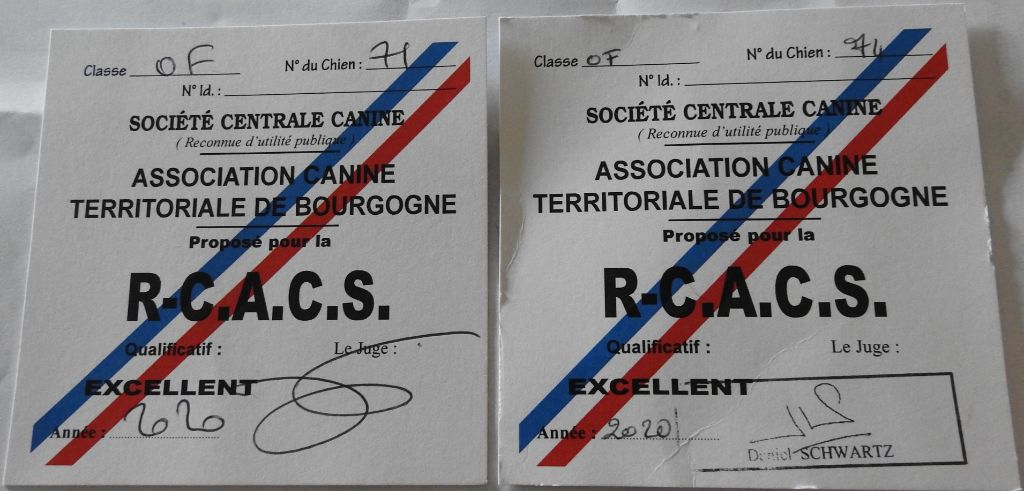 Classe OF N° du Chien : 71
N° Id. :
SOCIÉTÉ CENTRALE CANINE
( Reconnue d'utilité publique )
ASSOCIATION CANINE
TERRITORIALE DE BOURGOGNE
Proposé pour la
R-C.A.C.S.
Qualificatif : Le Juge :
EXCELLENT
Année : 2020
Classe OF N° du Chien : 74
N° Id. :
SOCIÉTÉ CENTRALE CANINE
( Reconnue d'utilité publique )
ASSOCIATION CANINE
TERRITORIALE DE BOURGOGNE
Proposé pour la
R-C.A.C.S.
Qualificatif : Le Juge :
EXCELLENT
Année : 2020
Daniel SCHWARTZ